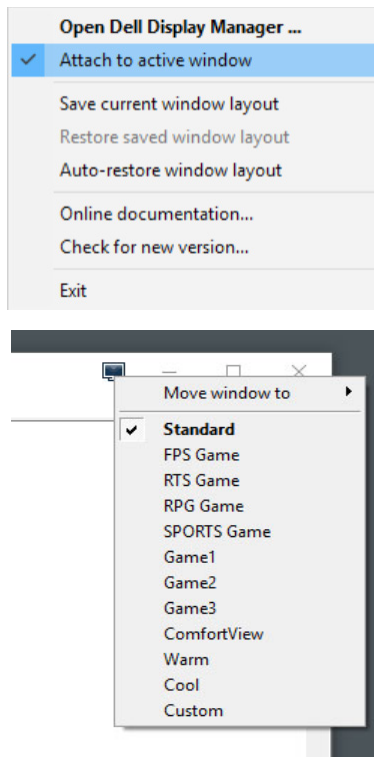 Open Dell Display Manager ...
Attach to active window
Save current window layout
Restore saved window layout
Auto-restore window layout
Online documentation...
Check for new version...
Exit
Move window to
Standard
FPS Game
RTS Game
RPG Game
SPORTS Game
Game1
Game2
Game3
ComfortView
Warm
Cool
Custom